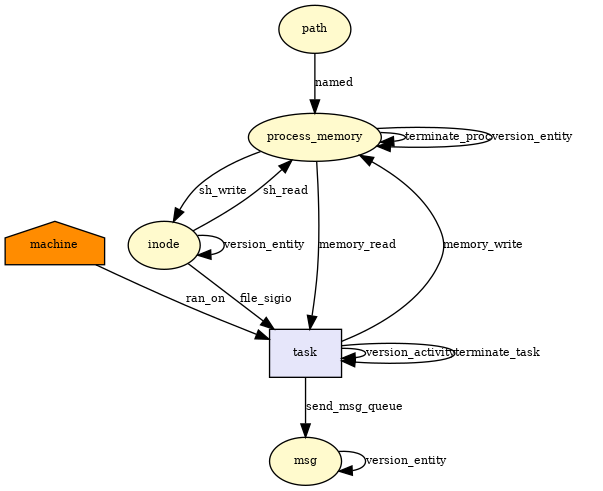 path
named
process_memory
terminate_proc
version_entity
sh_write
sh_read
machine
inode
version_entity
memory_read
memory_write
ran_on
file_sigio
task
version_activity
terminate_task
send_msg_queue
msg
version_entity